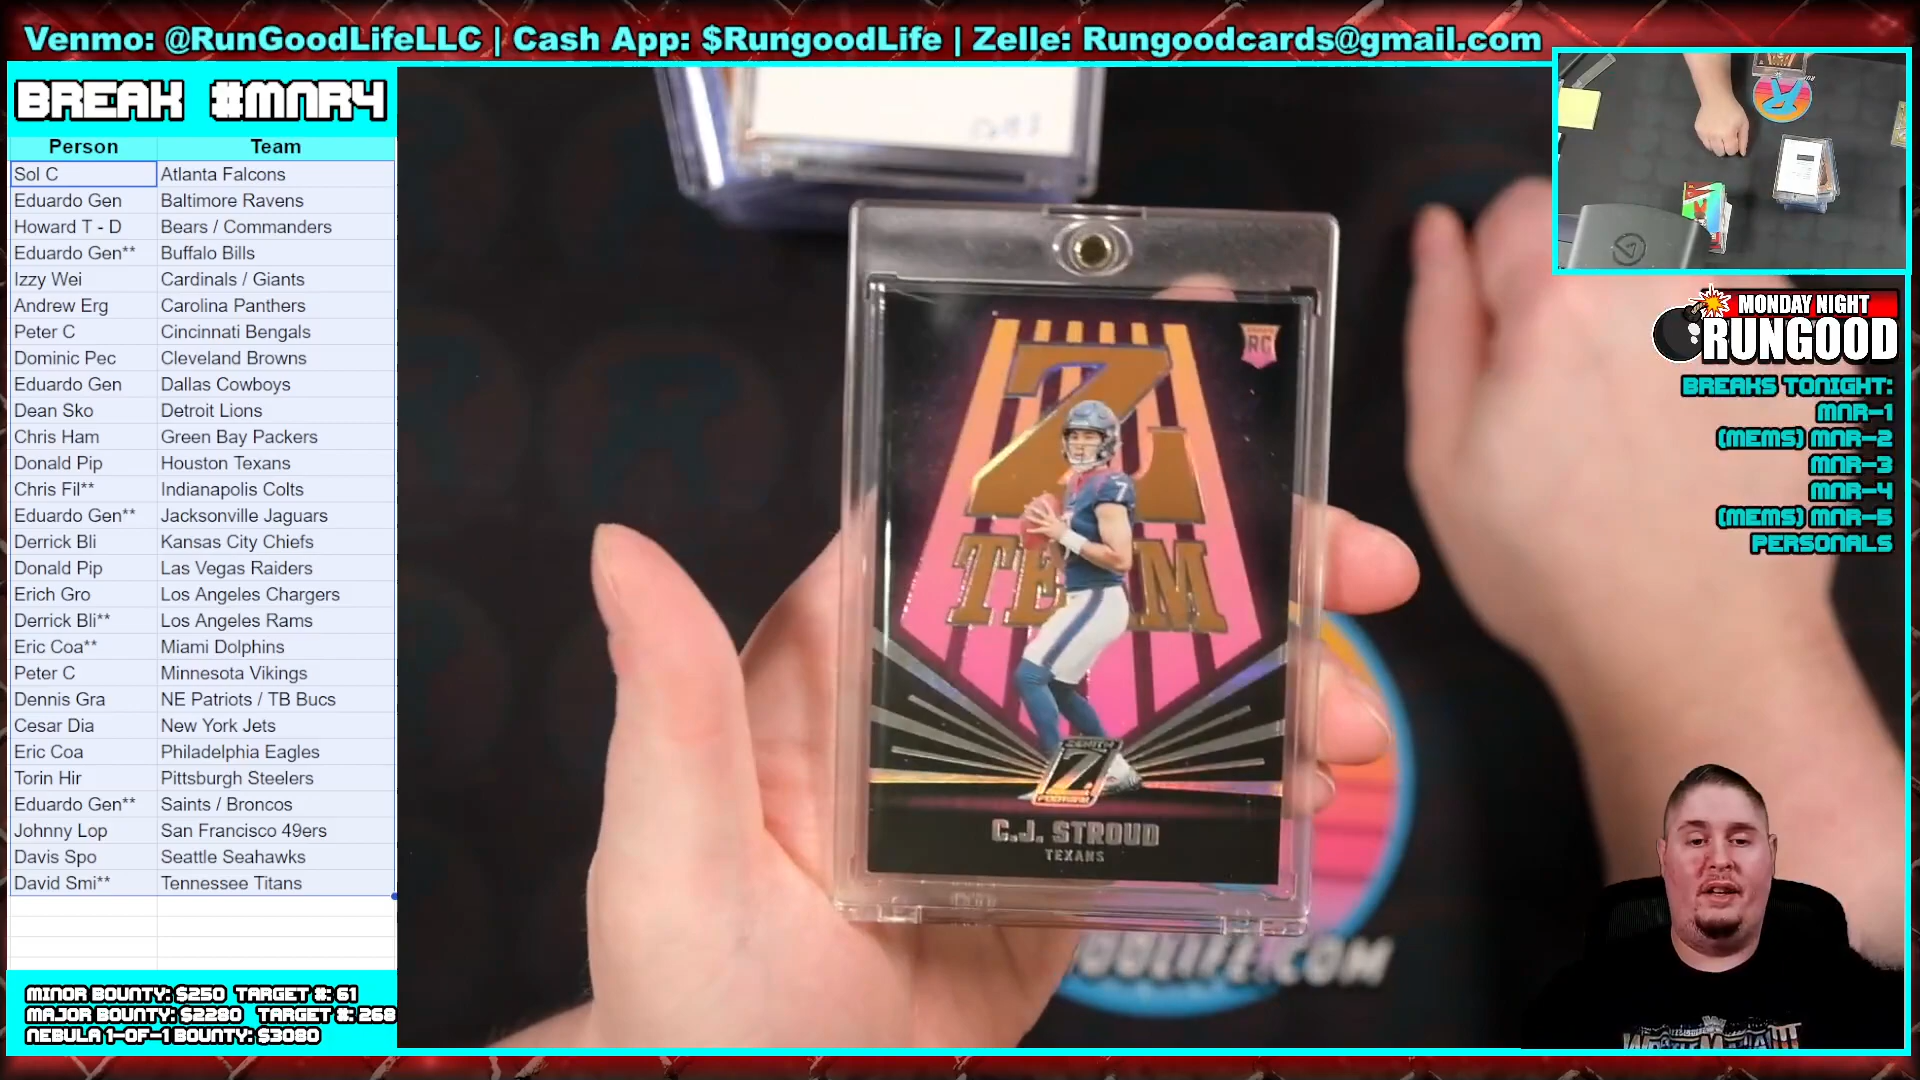 Venmo: @RunGoodLifeLLC | Cash App: $RungoodLife | Zelle: Rungoodcards@gmail.com
BREAK #MNR4
Person Team
Sol C Atlanta Falcons
Eduardo Gen Baltimore Ravens
Howard T - D Bears / Commanders
Eduardo Gen** Buffalo Bills
Izzy Wei Cardinals / Giants
Andrew Erg Carolina Panthers
Peter C Cincinnati Bengals
Dominic Pec Cleveland Browns
Eduardo Gen Dallas Cowboys
Dean Sko Detroit Lions
Chris Ham Green Bay Packers
Donald Pip Houston Texans
Chris Fil** Indianapolis Colts
Eduardo Gen** Jacksonville Jaguars
Derrick Bli Kansas City Chiefs
Donald Pip Las Vegas Raiders
Erich Gro Los Angeles Chargers
Derrick Bli** Los Angeles Rams
Eric Coa** Miami Dolphins
Peter C Minnesota Vikings
Dennis Gra NE Patriots / TB Bucs
Cesar Dia New York Jets
Eric Coa Philadelphia Eagles
Torin Hir Pittsburgh Steelers
Eduardo Gen** Saints / Broncos
Johnny Lop San Francisco 49ers
Davis Spo Seattle Seahawks
David Smi** Tennessee Titans
MINOR BOUNTY: $250 TARGET #: 61
MAJOR BOUNTY: $2280 TARGET #: 268
NEBULA 1-OF-1 BOUNTY: $3080
RC
Z
TEAM
7
ZENITH
Z
FOOTBALL
C.J. STROUD
TEXANS
MONDAY NIGHT
RUNGOOD
BREAKS TONIGHT:
MNR-1
(MEMS) MNR-2
MNR-3
MNR-4
(MEMS) MNR-5
PERSONALS